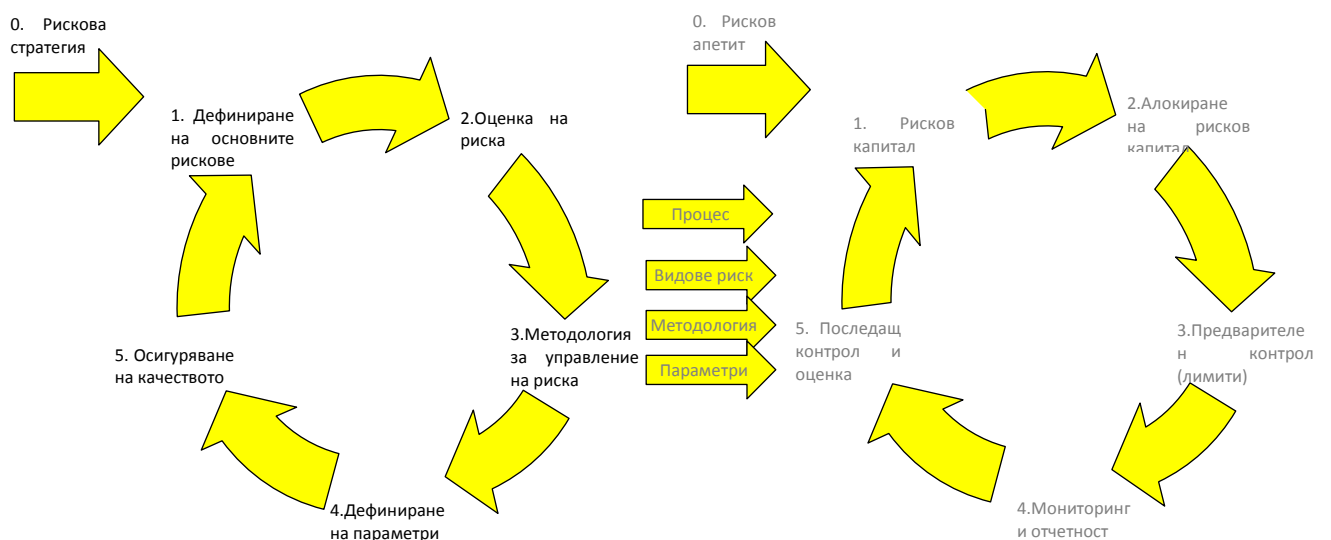 0. Рискова
стратегия
1. Дефиниране
на основните
рискове
2.Оценка на
риска
3.Методология
за управление
на риска
4.Дефиниране
на параметри
5. Осигуряване
на качеството
Процес
Видове риск
Методология
Параметри
0. Рисков
апетит
1. Рисков
капитал
2.Алокиране
на рисков
капитал
3.Предварителе
н контрол
(лимити)
4.Мониторинг
и отчетност
5. Последащ
контрол и
оценка